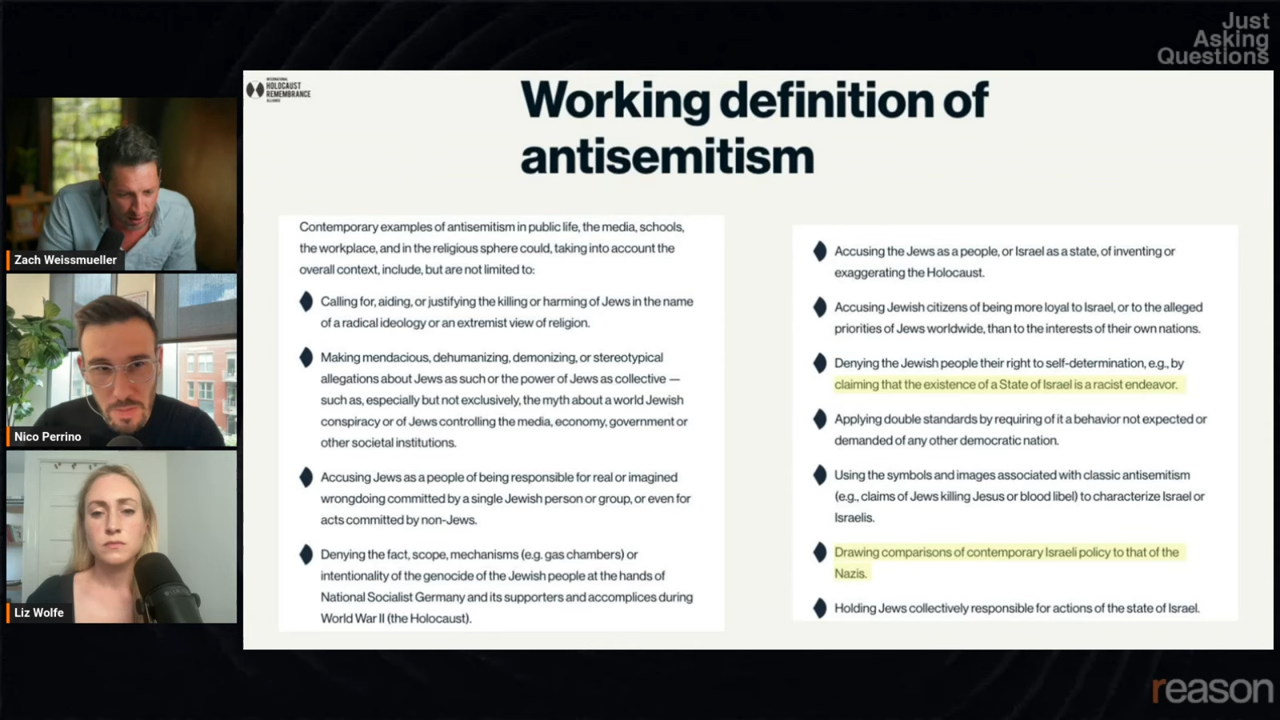 Just
Asking
Questions
INTERNATIONAL
HOLOCAUST
REMEMBRANCE
ALLIANCE
Working definition of
antisemitism
Zach Weissmueller
Nico Perrino
Liz Wolfe
Contemporary examples of antisemitism in public life, the media, schools,
the workplace, and in the religious sphere could, taking into account the
overall context, include, but are not limited to:
Calling for, aiding, or justifying the killing or harming of Jews in the name
of a radical ideology or an extremist view of religion.
Making mendacious, dehumanizing, demonizing, or stereotypical
allegations about Jews as such or the power of Jews as collective —
such as, especially but not exclusively, the myth about a world Jewish
conspiracy or of Jews controlling the media, economy, government or
other societal institutions.
Accusing Jews as a people of being responsible for real or imagined
wrongdoing committed by a single Jewish person or group, or even for
acts committed by non-Jews.
Denying the fact, scope, mechanisms (e.g. gas chambers) or
intentionality of the genocide of the Jewish people at the hands of
National Socialist Germany and its supporters and accomplices during
World War II (the Holocaust).
Accusing the Jews as a people, or Israel as a state, of inventing or
exaggerating the Holocaust.
Accusing Jewish citizens of being more loyal to Israel, or to the alleged
priorities of Jews worldwide, than to the interests of their own nations.
Denying the Jewish people their right to self-determination, e.g., by
claiming that the existence of a State of Israel is a racist endeavor.
Applying double standards by requiring of it a behavior not expected or
demanded of any other democratic nation.
Using the symbols and images associated with classic antisemitism
(e.g., claims of Jews killing Jesus or blood libel) to characterize Israel or
Israelis.
Drawing comparisons of contemporary Israeli policy to that of the
Nazis.
Holding Jews collectively responsible for actions of the state of Israel.
reason